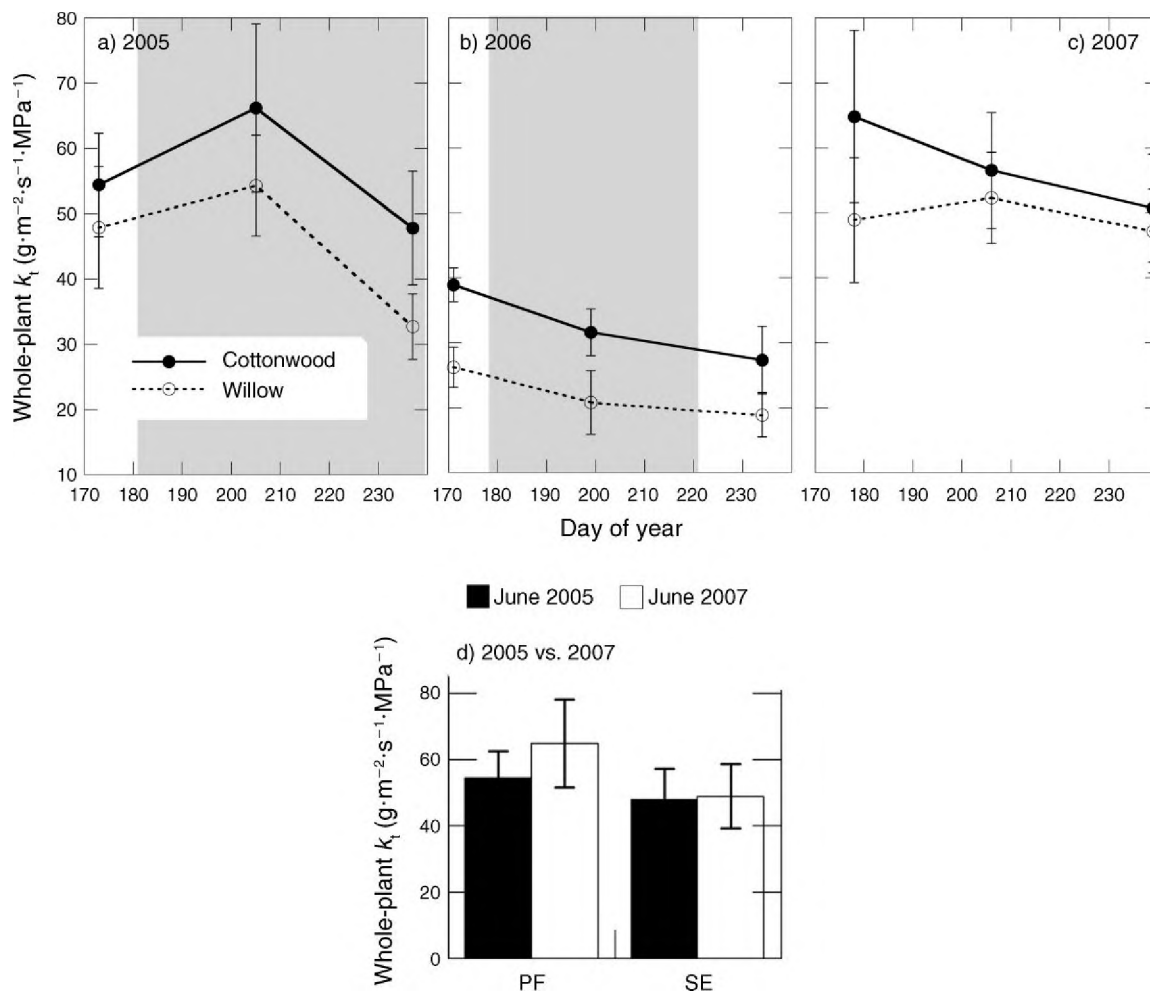 a) 2005
b) 2006
c) 2007
Whole-plant kt (g·m−2·s−1·MPa−1)
80
70
60
50
40
30
20
10
Cottonwood
Willow
170 180 190 200 210 220 230
170 180 190 200 210 220 230
170 180 190 200 210 220 230
Day of year
June 2005 June 2007
d) 2005 vs. 2007
Whole-plant kt (g·m−2·s−1·MPa−1)
80
60
40
20
0
PF SE